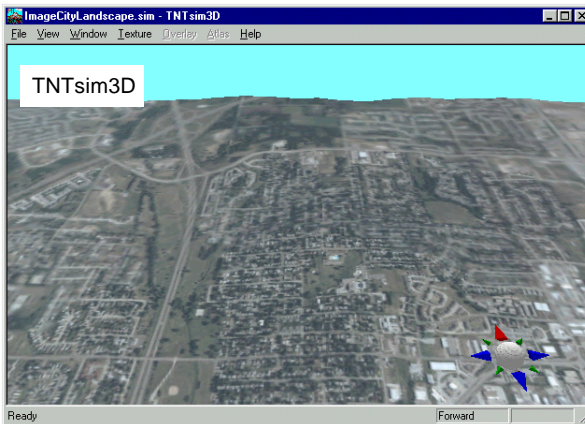 ImageCityLandscape.sim - TNTsim3D
File View Window Texture Overlay Atlas Help
TNTsim3D
Ready Forward